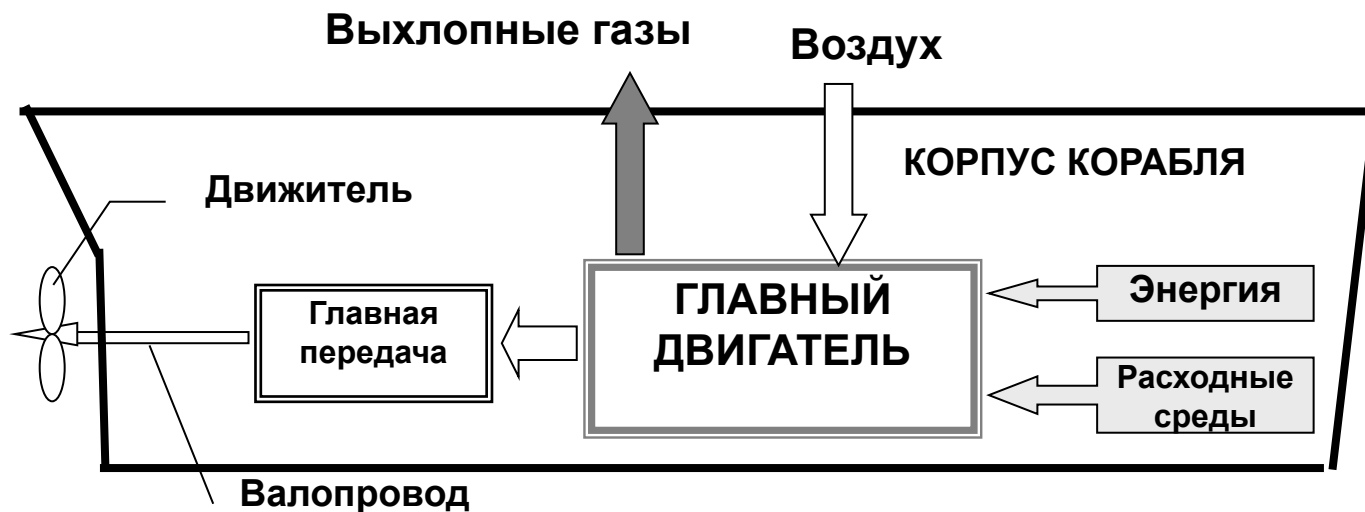 Выхлопные газы
Воздух
КОРПУС КОРАБЛЯ
Движитель
Главная
передача
ГЛАВНЫЙ
ДВИГАТЕЛЬ
Энергия
Расходные
среды
Валопровод